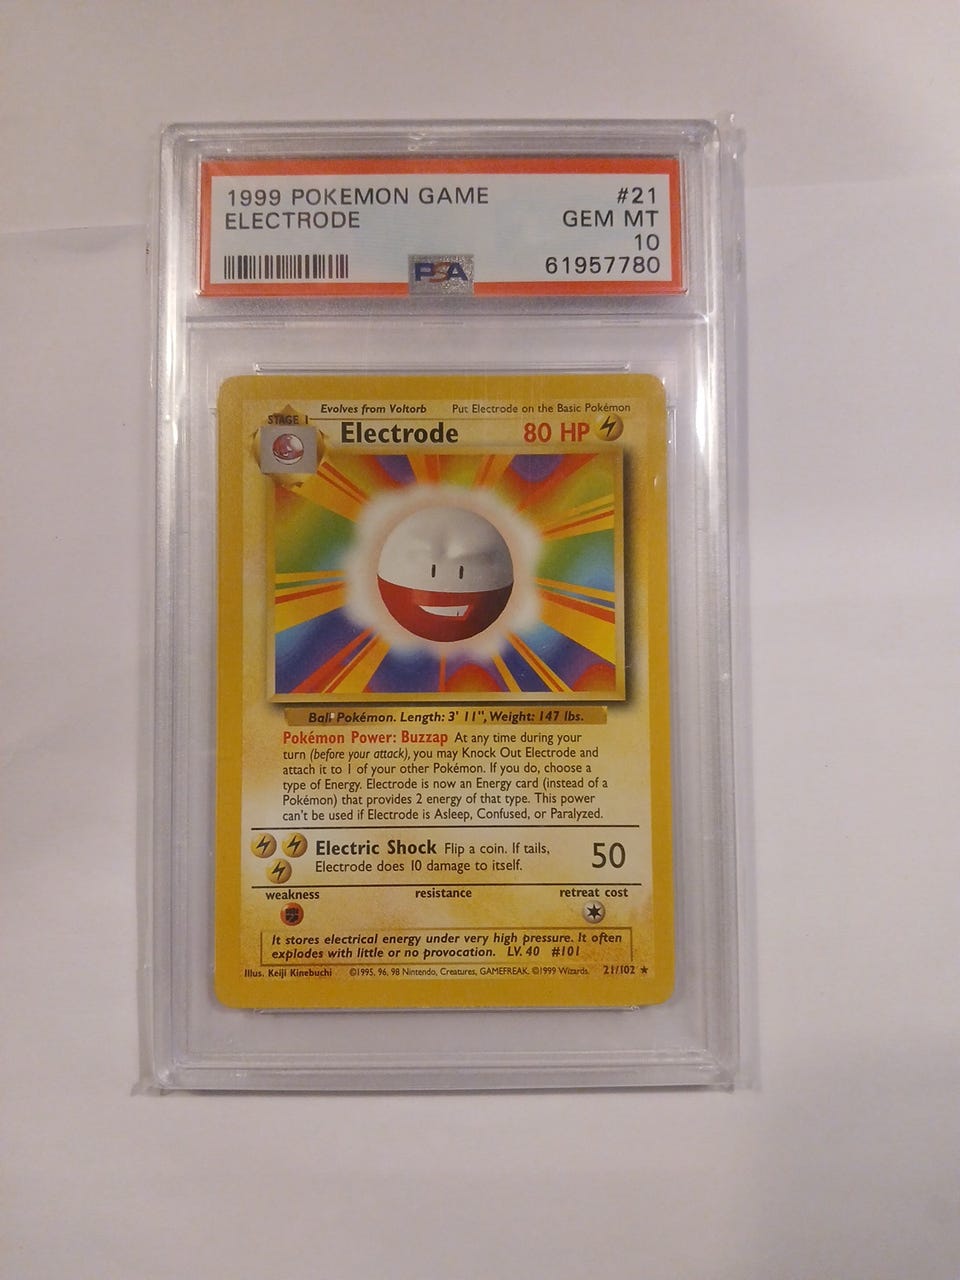 1999 POKEMON GAME #21
ELECTRODE GEM MT
10
PSA 61957780
Evolves from Voltorb Put Electrode on the Basic Pokémon
STAGE 1
Electrode 80 HP
Ball Pokémon. Length: 3' 11", Weight: 147 lbs.
Pokémon Power: Buzzap At any time during your
turn (before your attack), you may Knock Out Electrode and
attach it to 1 of your other Pokémon. If you do, choose a
type of Energy. Electrode is now an Energy card (instead of a
Pokémon) that provides 2 energy of that type. This power
can't be used if Electrode is Asleep, Confused, or Paralyzed.
Electric Shock Flip a coin. If tails, 50
Electrode does 10 damage to itself.
weakness resistance retreat cost
It stores electrical energy under very high pressure. It often
explodes with little or no provocation. LV. 40 #101
Illus. Keiji Kinebuchi ©1995, 96, 98 Nintendo, Creatures, GAMEFREAK. ©1999 Wizards. 21/102 ★